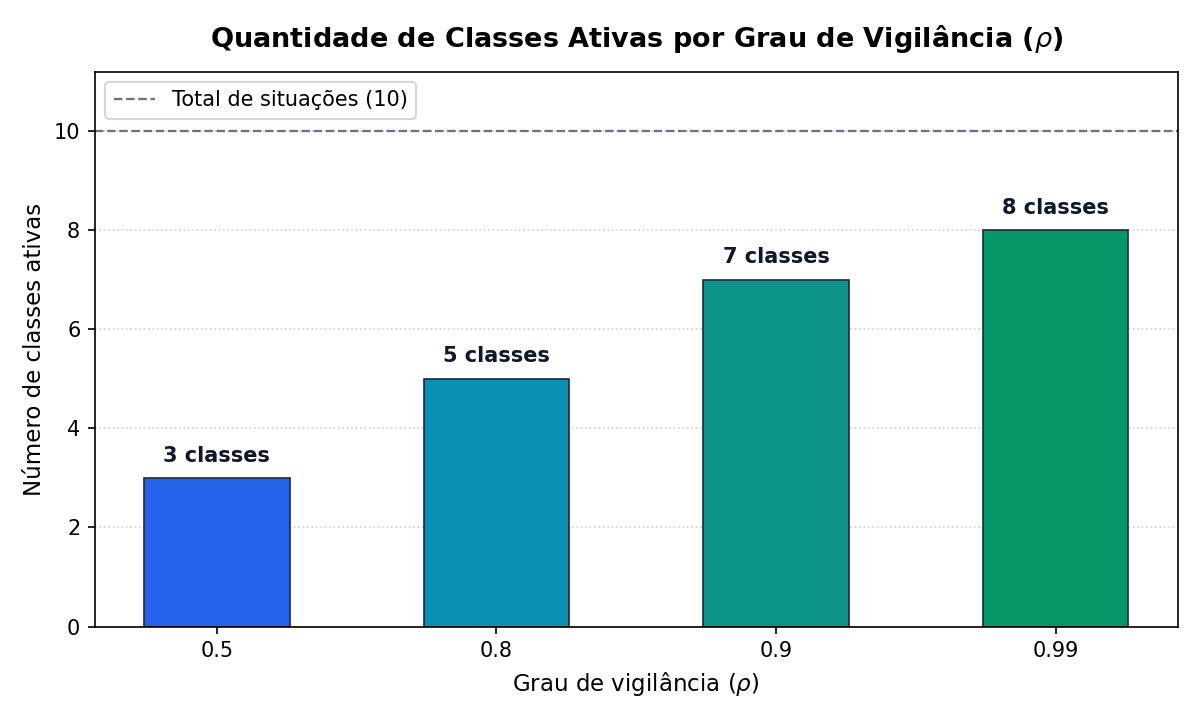 Quantidade de Classes Ativas por Grau de Vigilância (ρ)
Total de situações (10)
Número de classes ativas
10
8
6
4
2
0
3 classes
5 classes
7 classes
8 classes
0.5
0.8
0.9
0.99
Grau de vigilância (ρ)